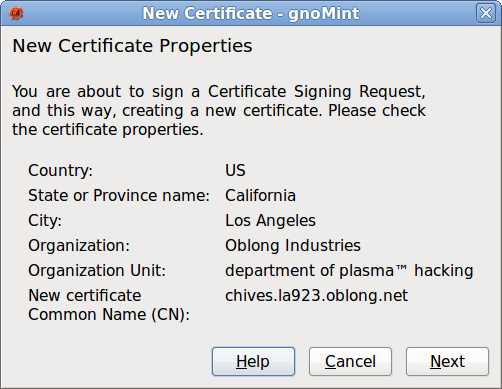 New Certificate - gnoMint
New Certificate Properties
You are about to sign a Certificate Signing Request,
and this way, creating a new certificate. Please check
the certificate properties.
Country: US
State or Province name: California
City: Los Angeles
Organization: Oblong Industries
Organization Unit: department of plasma™ hacking
New certificate chives.la923.oblong.net
Common Name (CN):
Help Cancel Next